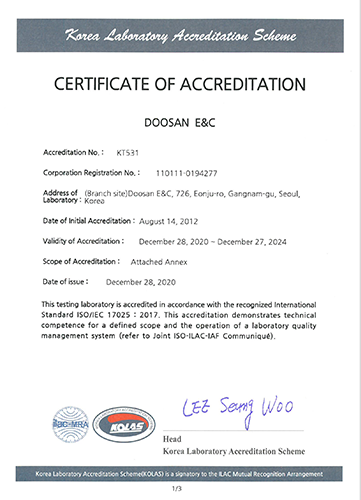 Korea Laboratory Accreditation Scheme
CERTIFICATE OF ACCREDITATION
DOOSAN E&C
Accreditation No. : KT531
Corporation Registration No. : 110111-0194277
Address of Laboratory : (Branch site)Doosan E&C, 726, Eonju-ro, Gangnam-gu, Seoul, Korea
Date of Initial Accreditation : August 14, 2012
Validity of Accreditation : December 28, 2020 ~ December 27, 2024
Scope of Accreditation : Attached Annex
Date of issue : December 28, 2020
This testing laboratory is accredited in accordance with the recognized International
Standard ISO/IEC 17025 : 2017. This accreditation demonstrates technical
competence for a defined scope and the operation of a laboratory quality
management system (refer to Joint ISO-ILAC-IAF Communiqué).
LEE Seung Woo
ilac-MRA
KOLAS
Head
Korea Laboratory Accreditation Scheme
Korea Laboratory Accreditation Scheme(KOLAS) is a signatory to the ILAC Mutual Recognition Arrangement
1/3